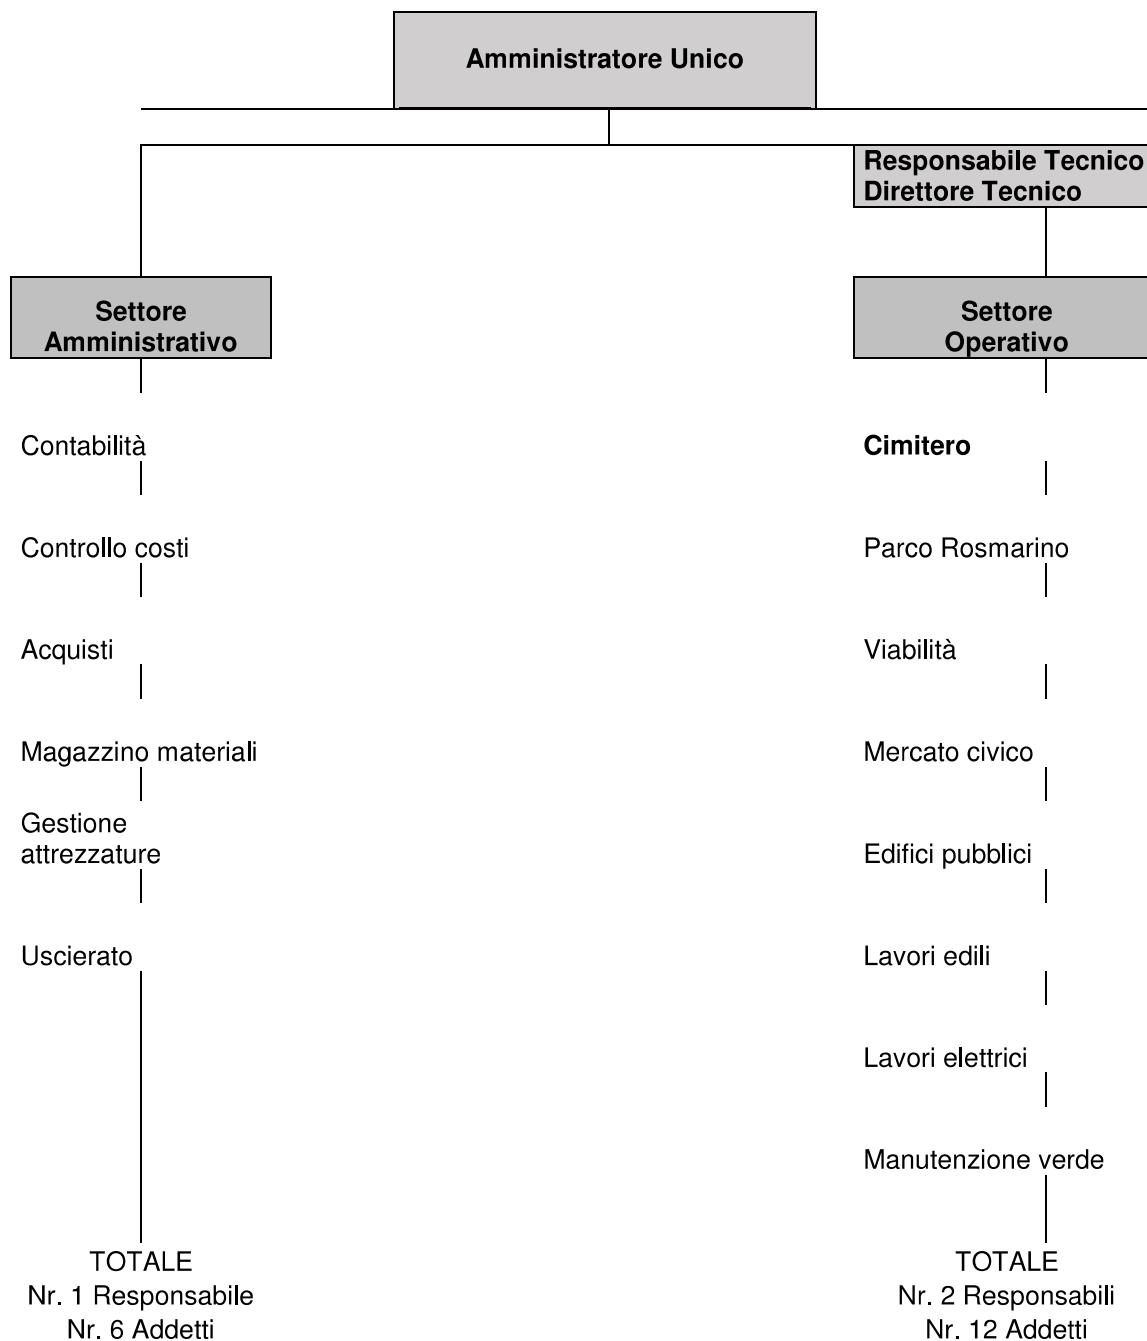 Amministratore Unico
Responsabile Tecnico
Direttore Tecnico
Settore
Amministrativo
Settore
Operativo
Contabilità
Cimitero
Controllo costi
Parco Rosmarino
Acquisti
Viabilità
Magazzino materiali
Mercato civico
Gestione
attrezzature
Edifici pubblici
Uscierato
Lavori edili
Lavori elettrici
Manutenzione verde
TOTALE
Nr. 1 Responsabile
Nr. 6 Addetti
TOTALE
Nr. 2 Responsabili
Nr. 12 Addetti